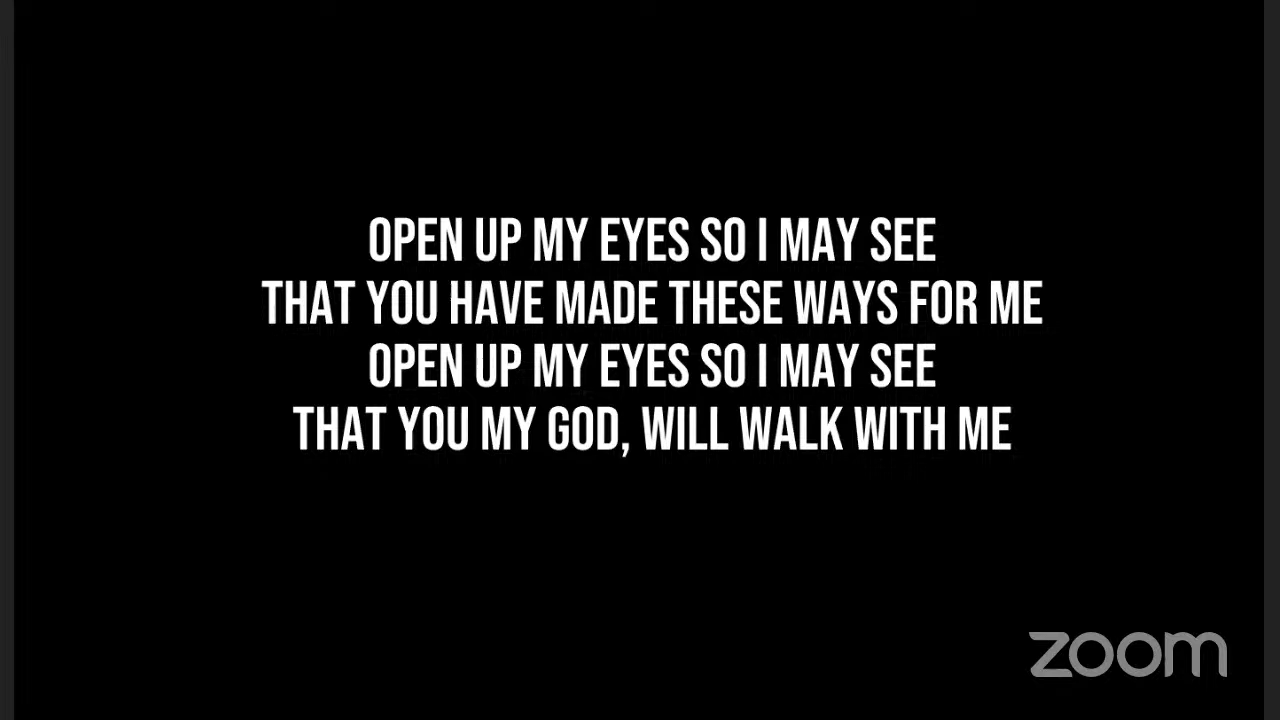 OPEN UP MY EYES SO I MAY SEE
THAT YOU HAVE MADE THESE WAYS FOR ME
OPEN UP MY EYES SO I MAY SEE
THAT YOU MY GOD, WILL WALK WITH ME
zoom